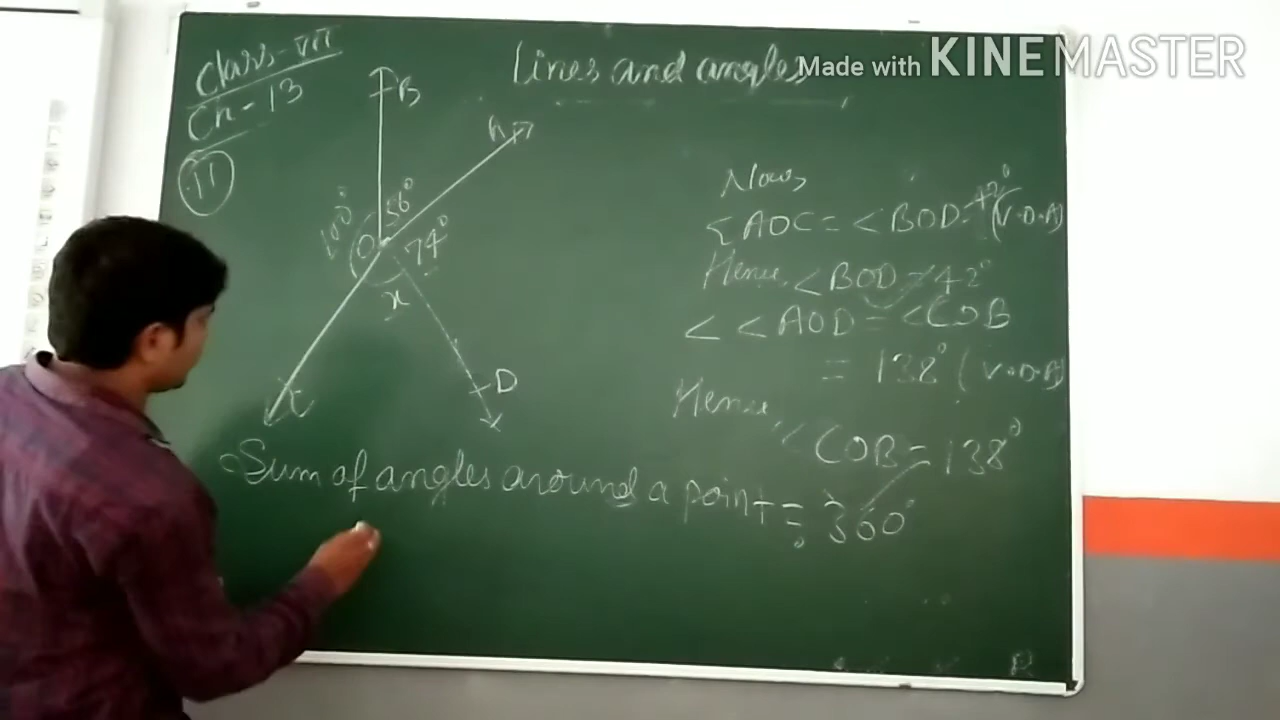 Class-VII
Ch-13
Lines and angles
Made with KINEMASTER
11
B
A
100°
56°
O
74°
x
C
D
Now,
∠AOC = ∠BOD = 42° (V.O.A)
Hence, ∠BOD = 42°
∠ ∠AOD = ∠COB
= 138° (V.O.A)
Hence, ∠COB = 138°
Sum of angles around a point = 360°